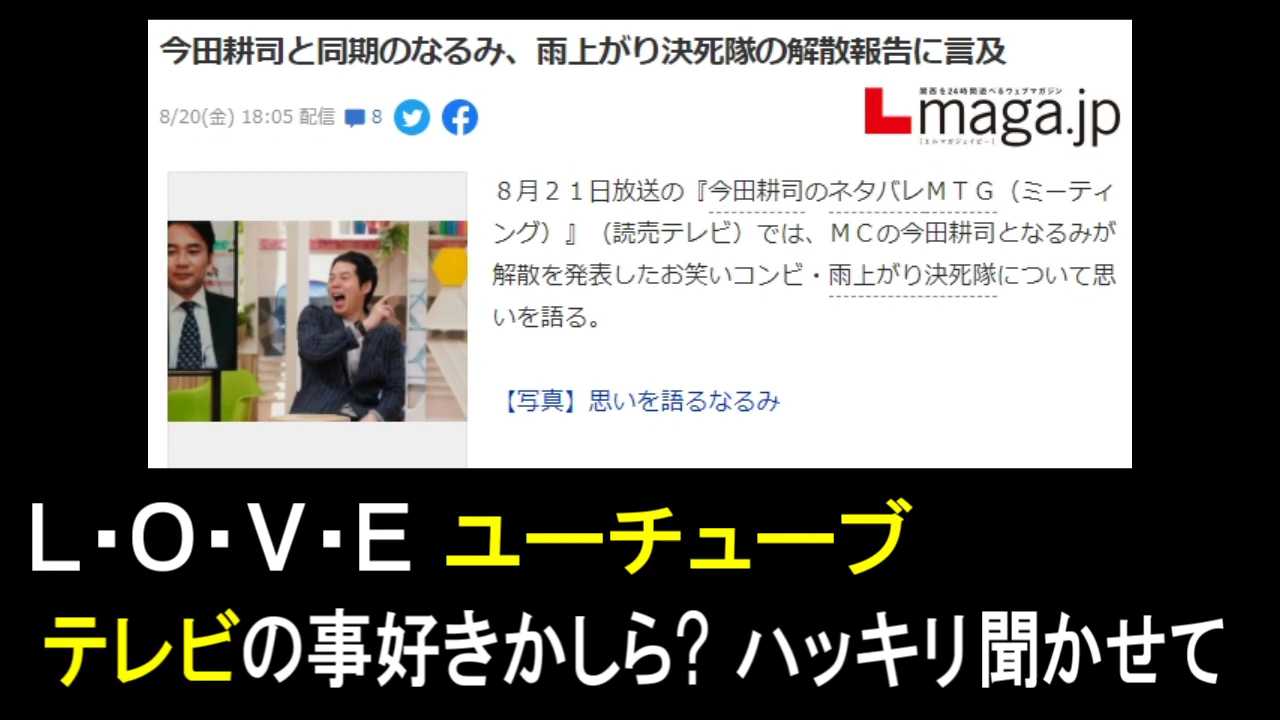 今田耕司と同期のなるみ、雨上がり決死隊の解散報告に言及
8/20(金) 18:05 配信 8
関西を24時間遊べるウェブマガジン
Lmaga.jp
[エルマガジェイピー]
８月２１日放送の『今田耕司のネタバレＭＴＧ（ミーティ
ング）』（読売テレビ）では、ＭＣの今田耕司となるみが
解散を発表したお笑いコンビ・雨上がり決死隊について思
いを語る。
【写真】思いを語るなるみ
Ｌ・Ｏ・Ｖ・Ｅ ユーチューブ
テレビの事好きかしら? ハッキリ聞かせて